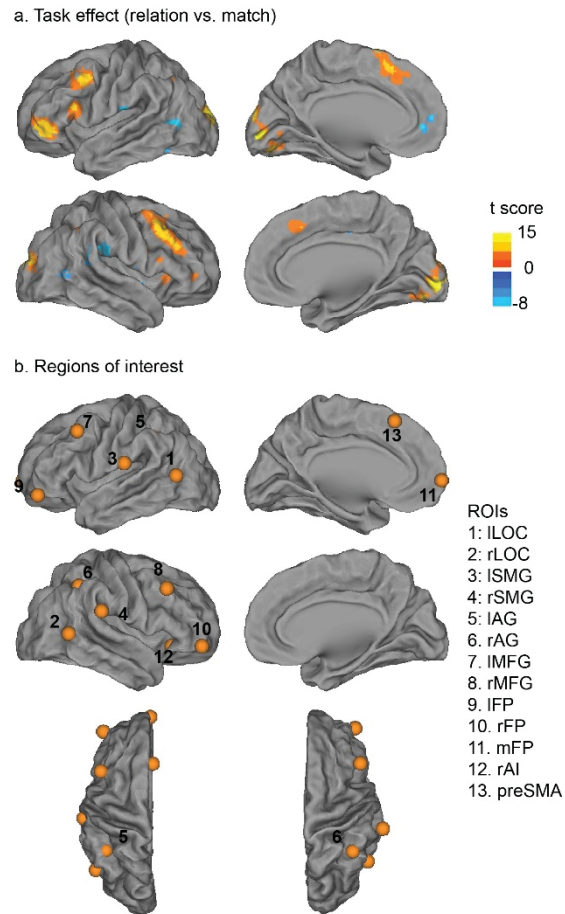 a. Task effect (relation vs. match)
t score
15
0
-8
b. Regions of interest
7
5
3
1
9
13
11
6
8
4
2
10
12
5
6
ROIs
1: lLOC
2: rLOC
3: lSMG
4: rSMG
5: lAG
6: rAG
7: lMFG
8: rMFG
9: lFP
10. rFP
11: mFP
12. rAI
13. preSMA